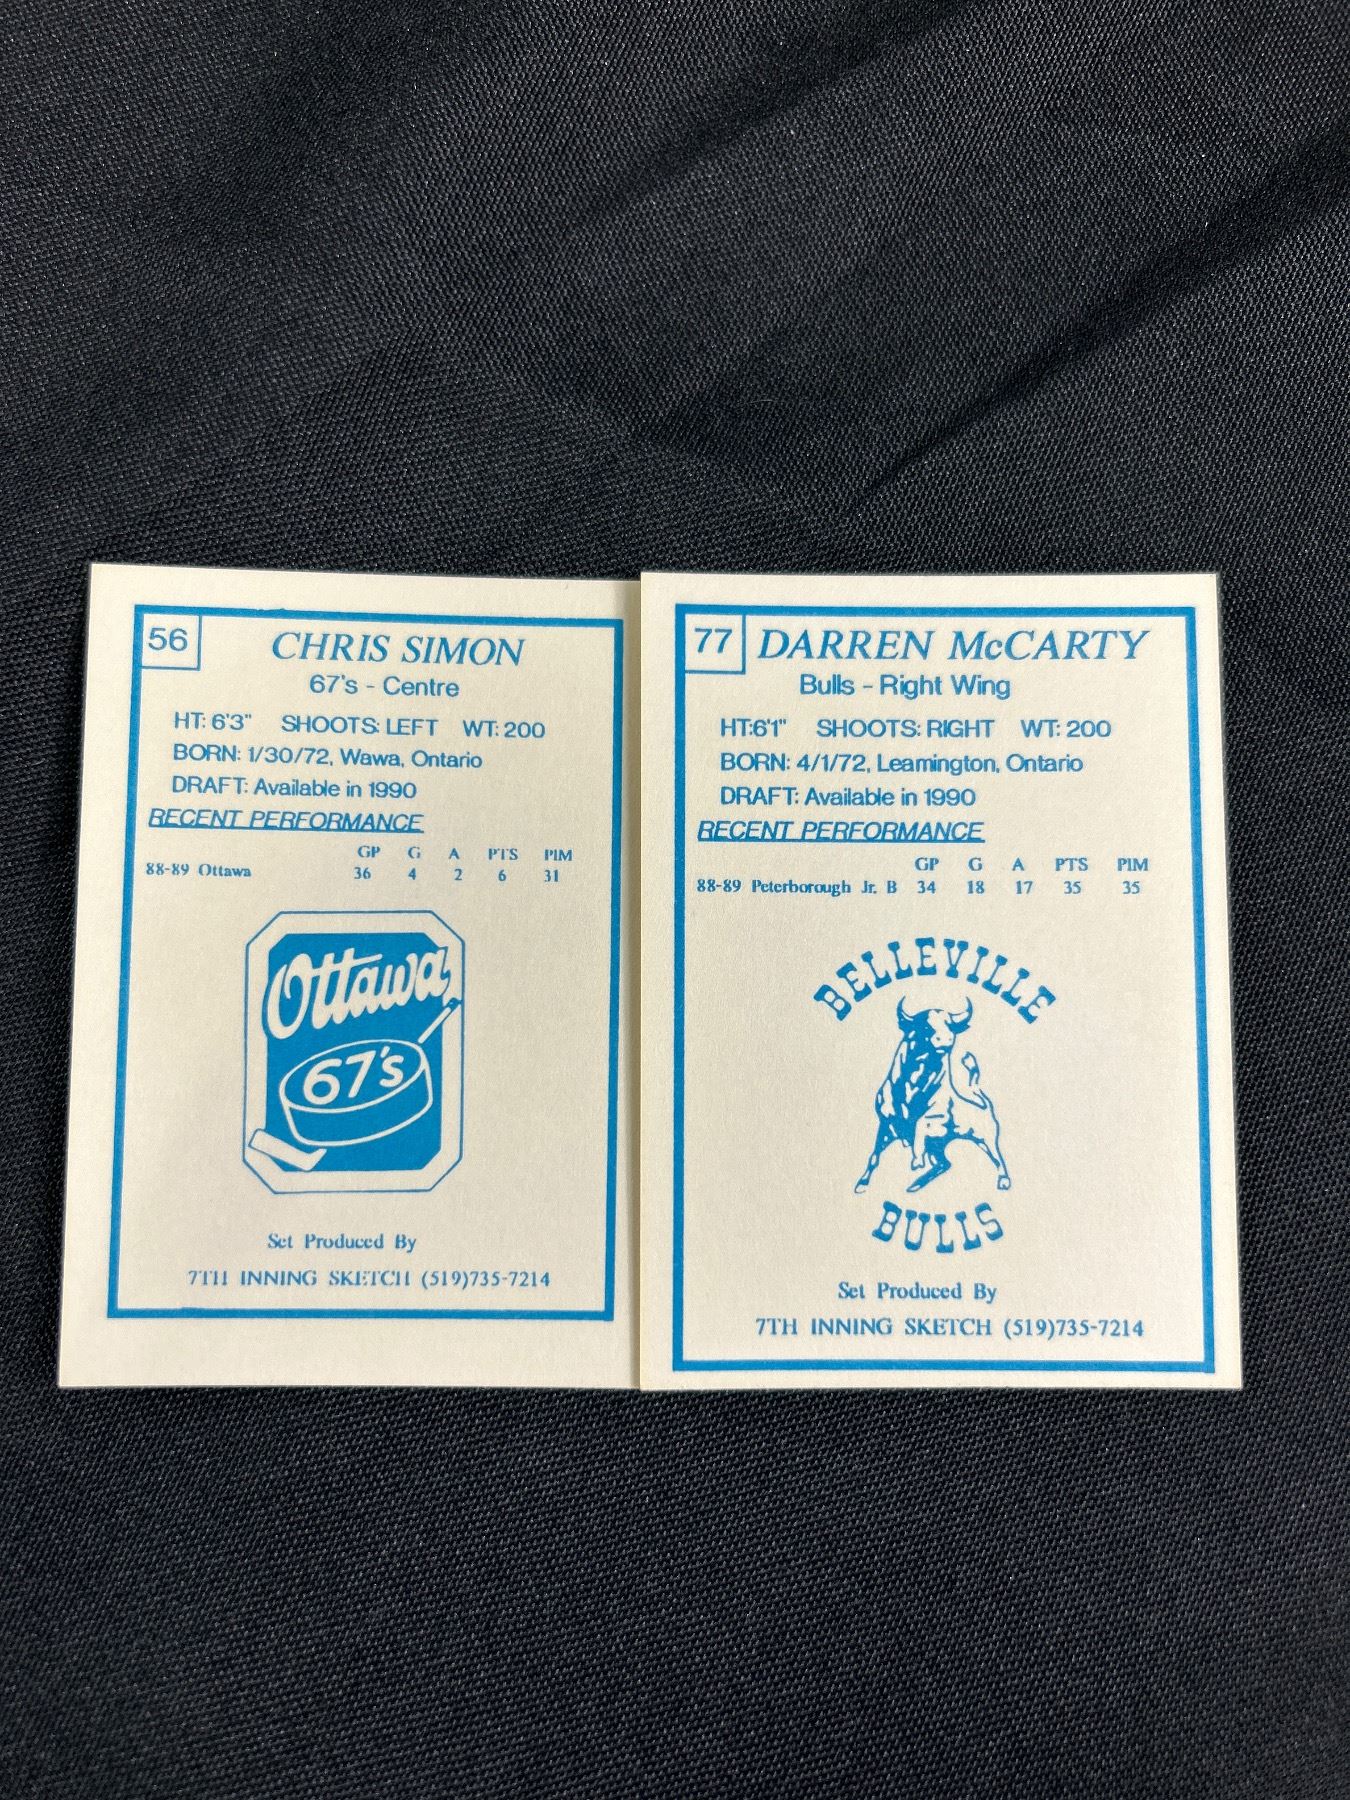 56
CHRIS SIMON
67's - Centre
HT: 6'3" SHOOTS: LEFT WT: 200
BORN: 1/30/72, Wawa, Ontario
DRAFT: Available in 1990
RECENT PERFORMANCE
GP G A PTS PIM
88-89 Ottawa 36 4 2 6 31
Ottawa
67's
Set Produced By
7TH INNING SKETCH (519)735-7214
77
DARREN McCARTY
Bulls - Right Wing
HT:6'1" SHOOTS: RIGHT WT: 200
BORN: 4/1/72, Leamington, Ontario
DRAFT: Available in 1990
RECENT PERFORMANCE
GP G A PTS PIM
88-89 Peterborough Jr. B 34 18 17 35 35
BELLEVILLE
BULLS
Set Produced By
7TH INNING SKETCH (519)735-7214